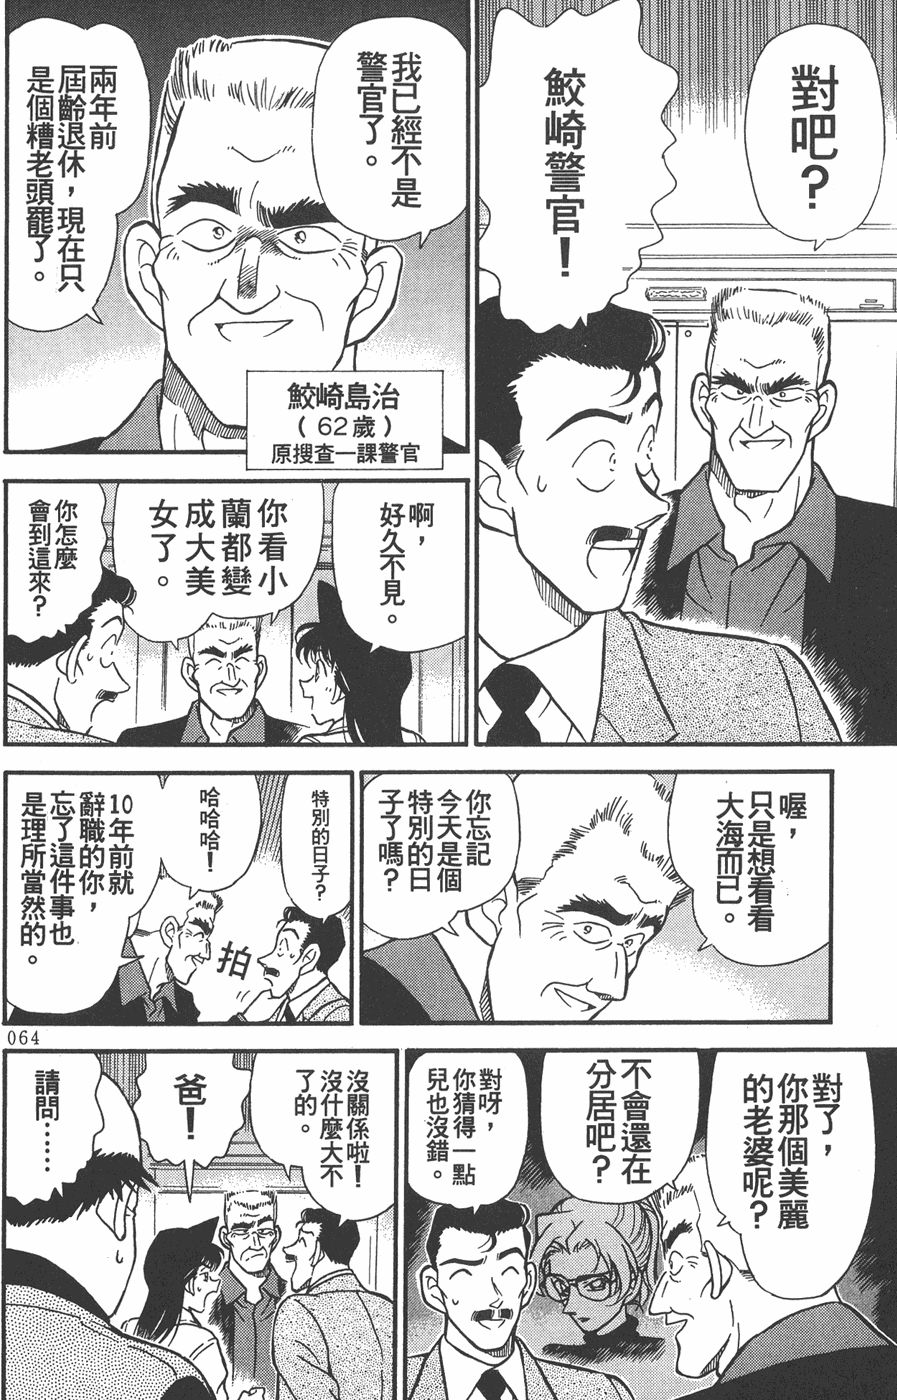 對吧?
鮫崎警官!
我已經不是
警官了。
兩年前
屆齡退休，現在只
是個糟老頭罷了。
鮫崎島治
(62歲)
原搜查一課警官
啊，
好久不見。
你看小
蘭都變
成大美
女了。
你怎麼
會到這來?
喔，
只是想看看
大海而已。
你忘記
今天是個
特別的日
子了嗎?
特別的日子?
哈哈哈!
拍
10年前就
辭職的你，
忘了這件事也
是理所當然的。
064
對了，
你那個美麗
的老婆呢?
不會還在
分居吧?
對呀，
你猜得一點
兒也沒錯。
沒關係啦!
沒什麼大不
了的。
爸!
請問……